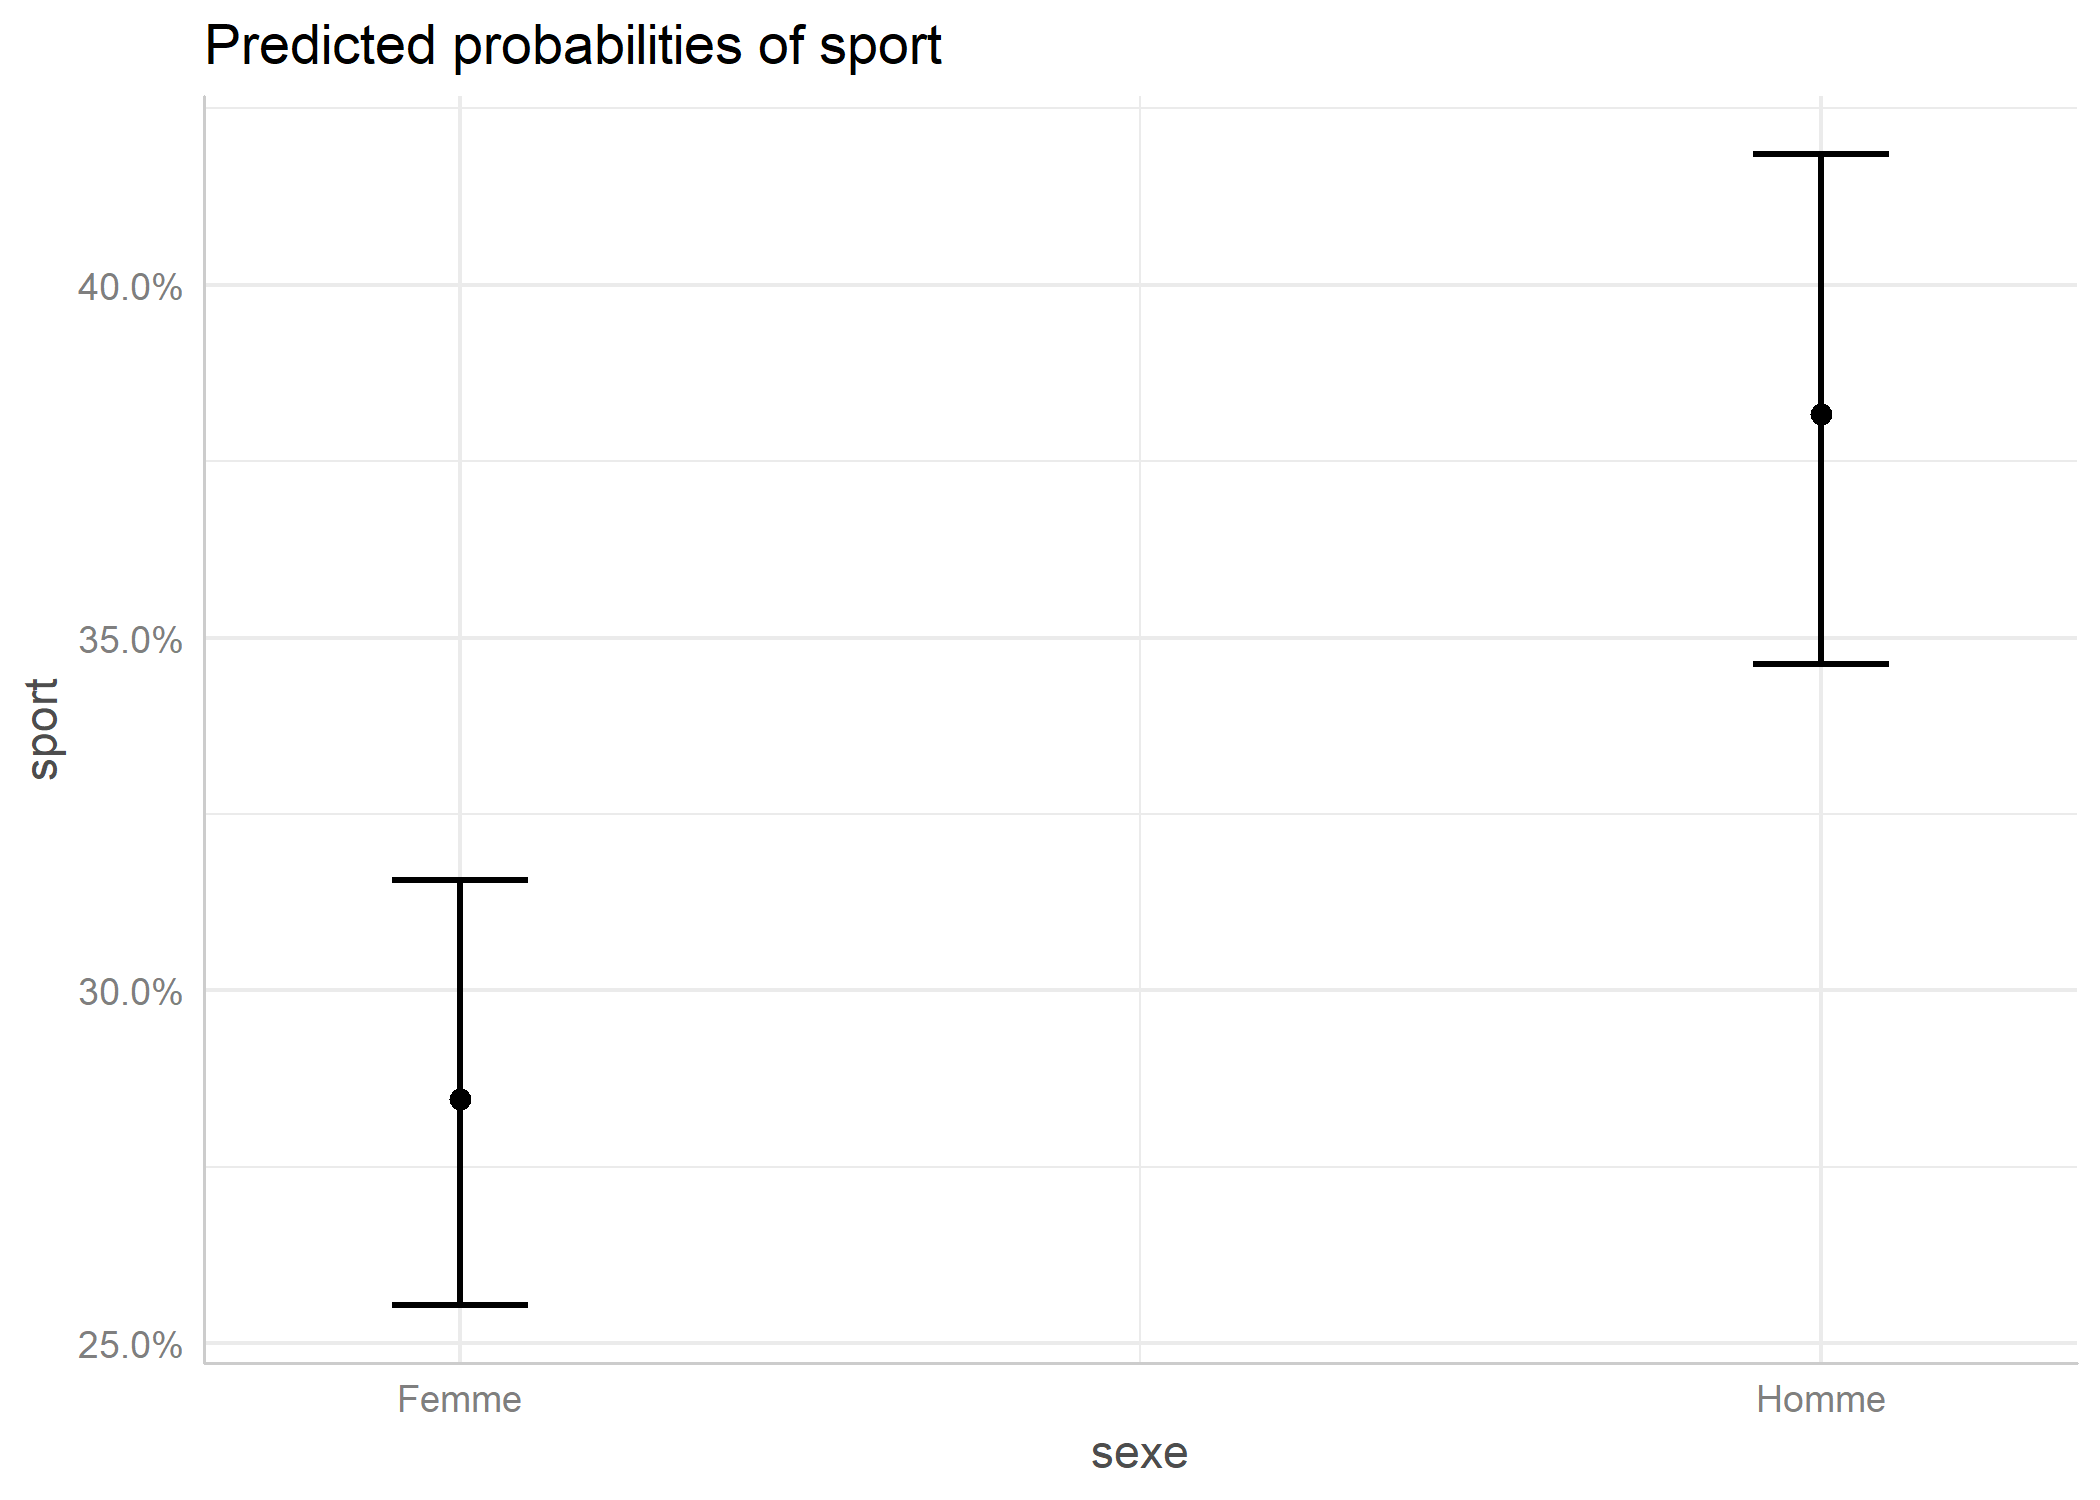 Predicted probabilities of sport
sport
40.0%
35.0%
30.0%
25.0%
Femme
Homme
sexe